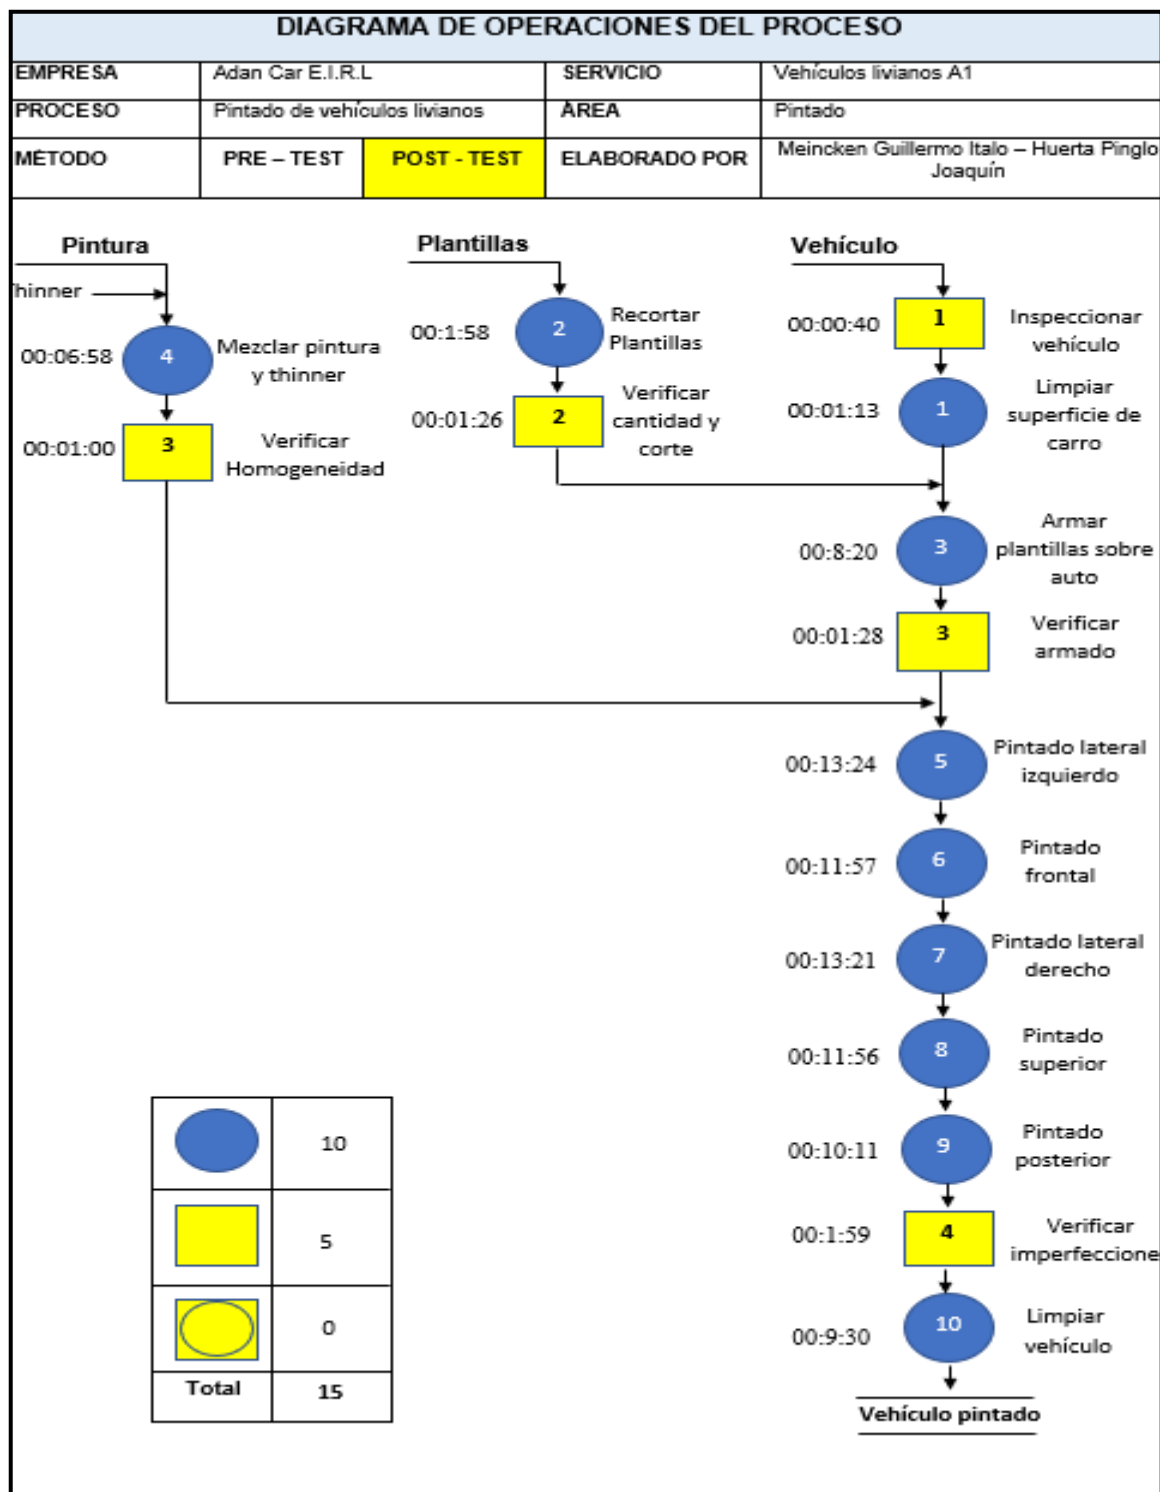 DIAGRAMA DE OPERACIONES DEL PROCESO
EMPRESA Adan Car E.I.R.L SERVICIO Vehículos livianos A1
PROCESO Pintado de vehículos livianos ÁREA Pintado
MÉTODO PRE – TEST POST - TEST ELABORADO POR Meincken Guillermo Italo – Huerta Pinglo
Joaquín
Pintura
hinner
00:06:58
4
Mezclar pintura
y thinner
00:01:00
3
Verificar
Homogeneidad
Plantillas
00:1:58
2
Recortar
Plantillas
00:01:26
2
Verificar
cantidad y
corte
Vehículo
00:00:40
1
Inspeccionar
vehículo
00:01:13
1
Limpiar
superficie de
carro
00:8:20
3
Armar
plantillas sobre
auto
00:01:28
3
Verificar
armado
00:13:24
5
Pintado lateral
izquierdo
00:11:57
6
Pintado
frontal
00:13:21
7
Pintado lateral
derecho
00:11:56
8
Pintado
superior
00:10:11
9
Pintado
posterior
00:1:59
4
Verificar
imperfeccione
00:9:30
10
Limpiar
vehículo
Vehículo pintado
10
5
0
Total 15